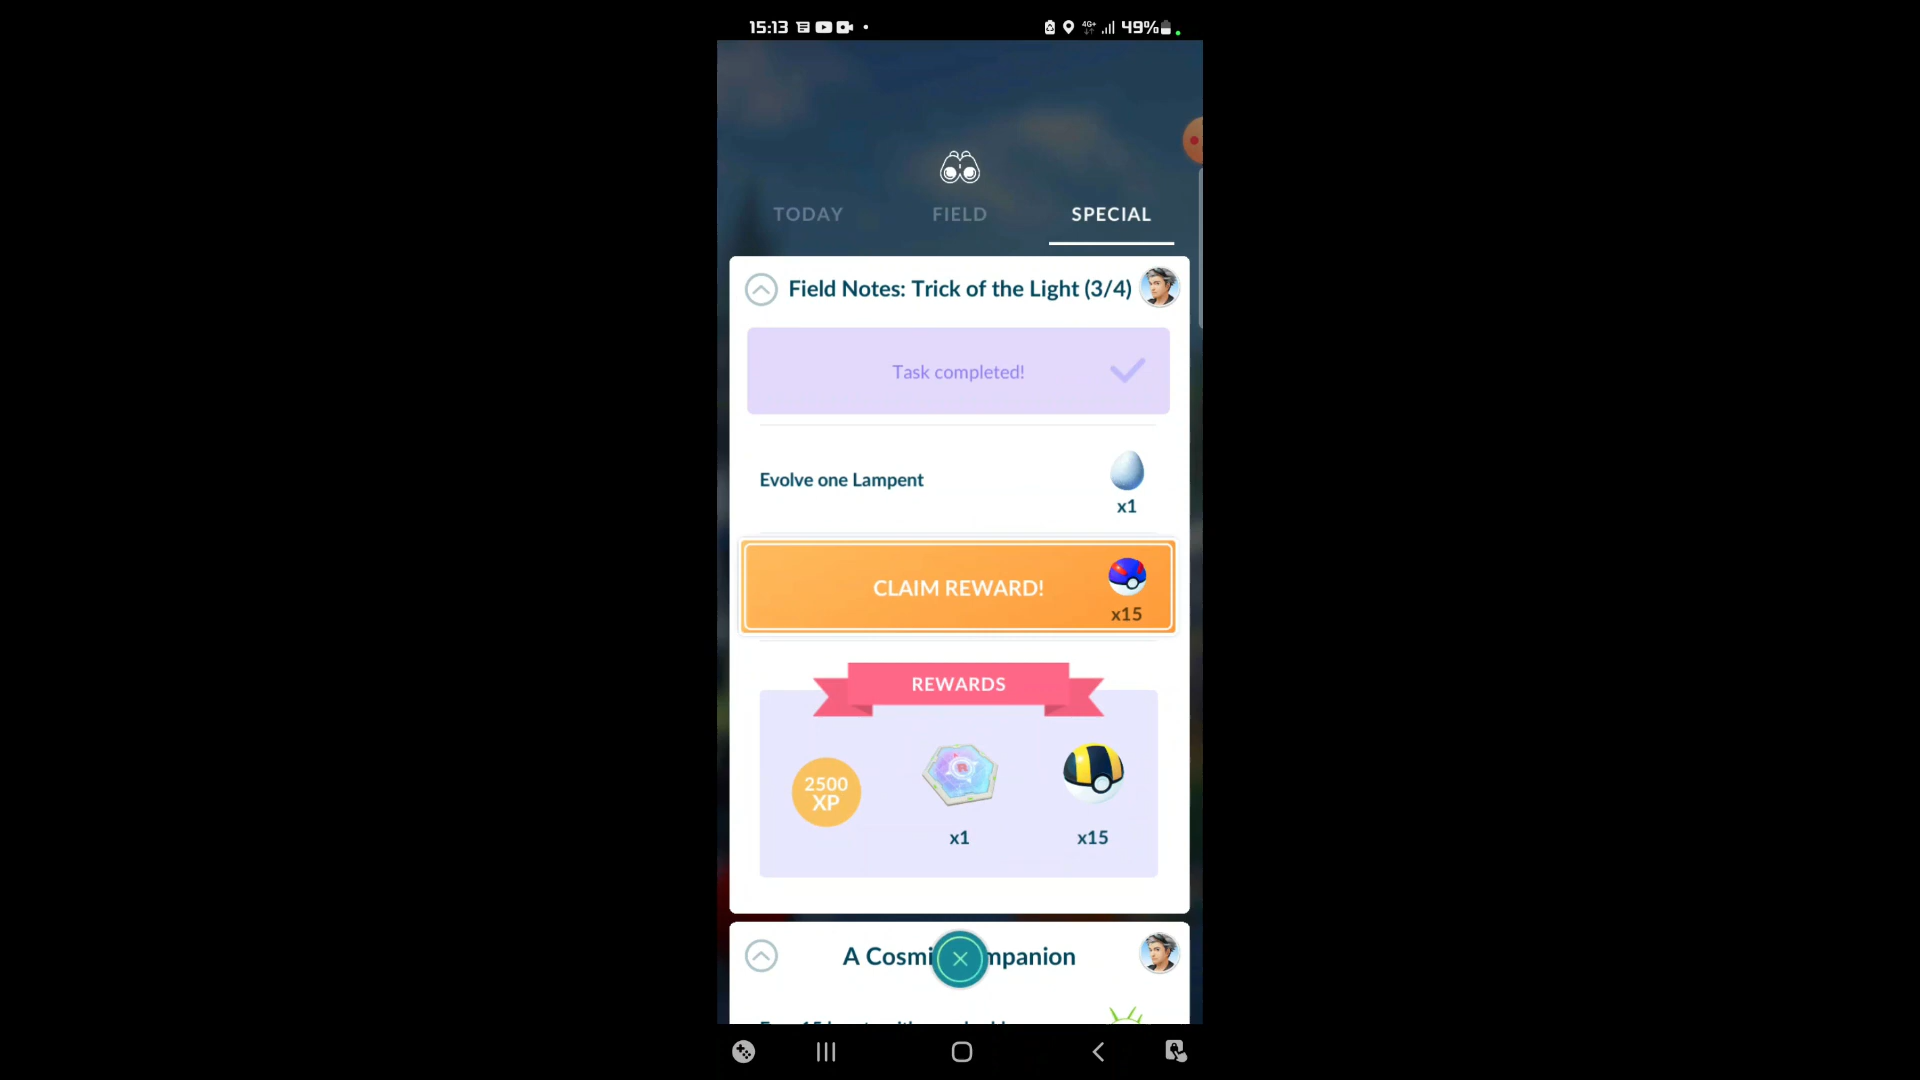 15:13
4G+
49%
TODAY
FIELD
SPECIAL
Field Notes: Trick of the Light (3/4)
Task completed!
Evolve one Lampent
x1
CLAIM REWARD!
x15
REWARDS
2500
XP
R
x1
x15
A Cosmi mpanion